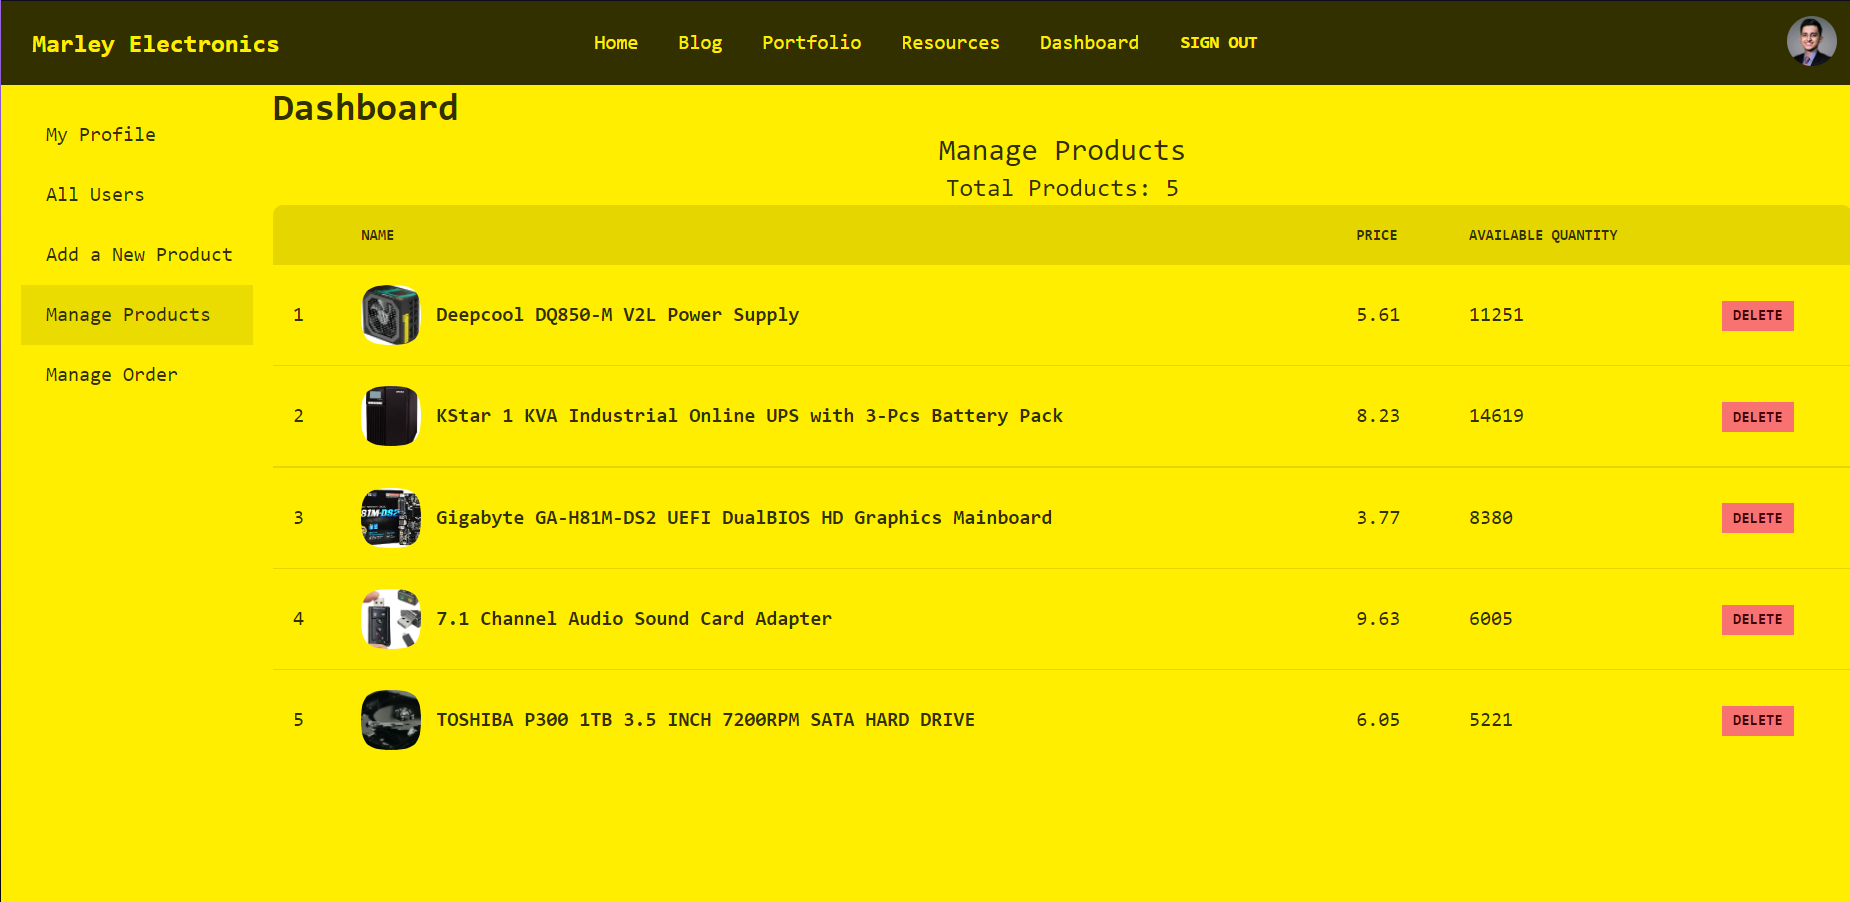 Marley Electronics Home Blog Portfolio Resources Dashboard SIGN OUT
Dashboard
My Profile
All Users
Add a New Product
Manage Products
Manage Order
Manage Products
Total Products: 5
NAME PRICE AVAILABLE QUANTITY
1 Deepcool DQ850-M V2L Power Supply 5.61 11251 DELETE
2 KStar 1 KVA Industrial Online UPS with 3-Pcs Battery Pack 8.23 14619 DELETE
3 Gigabyte GA-H81M-DS2 UEFI DualBIOS HD Graphics Mainboard 3.77 8380 DELETE
81M-DS2
4 7.1 Channel Audio Sound Card Adapter 9.63 6005 DELETE
5 TOSHIBA P300 1TB 3.5 INCH 7200RPM SATA HARD DRIVE 6.05 5221 DELETE